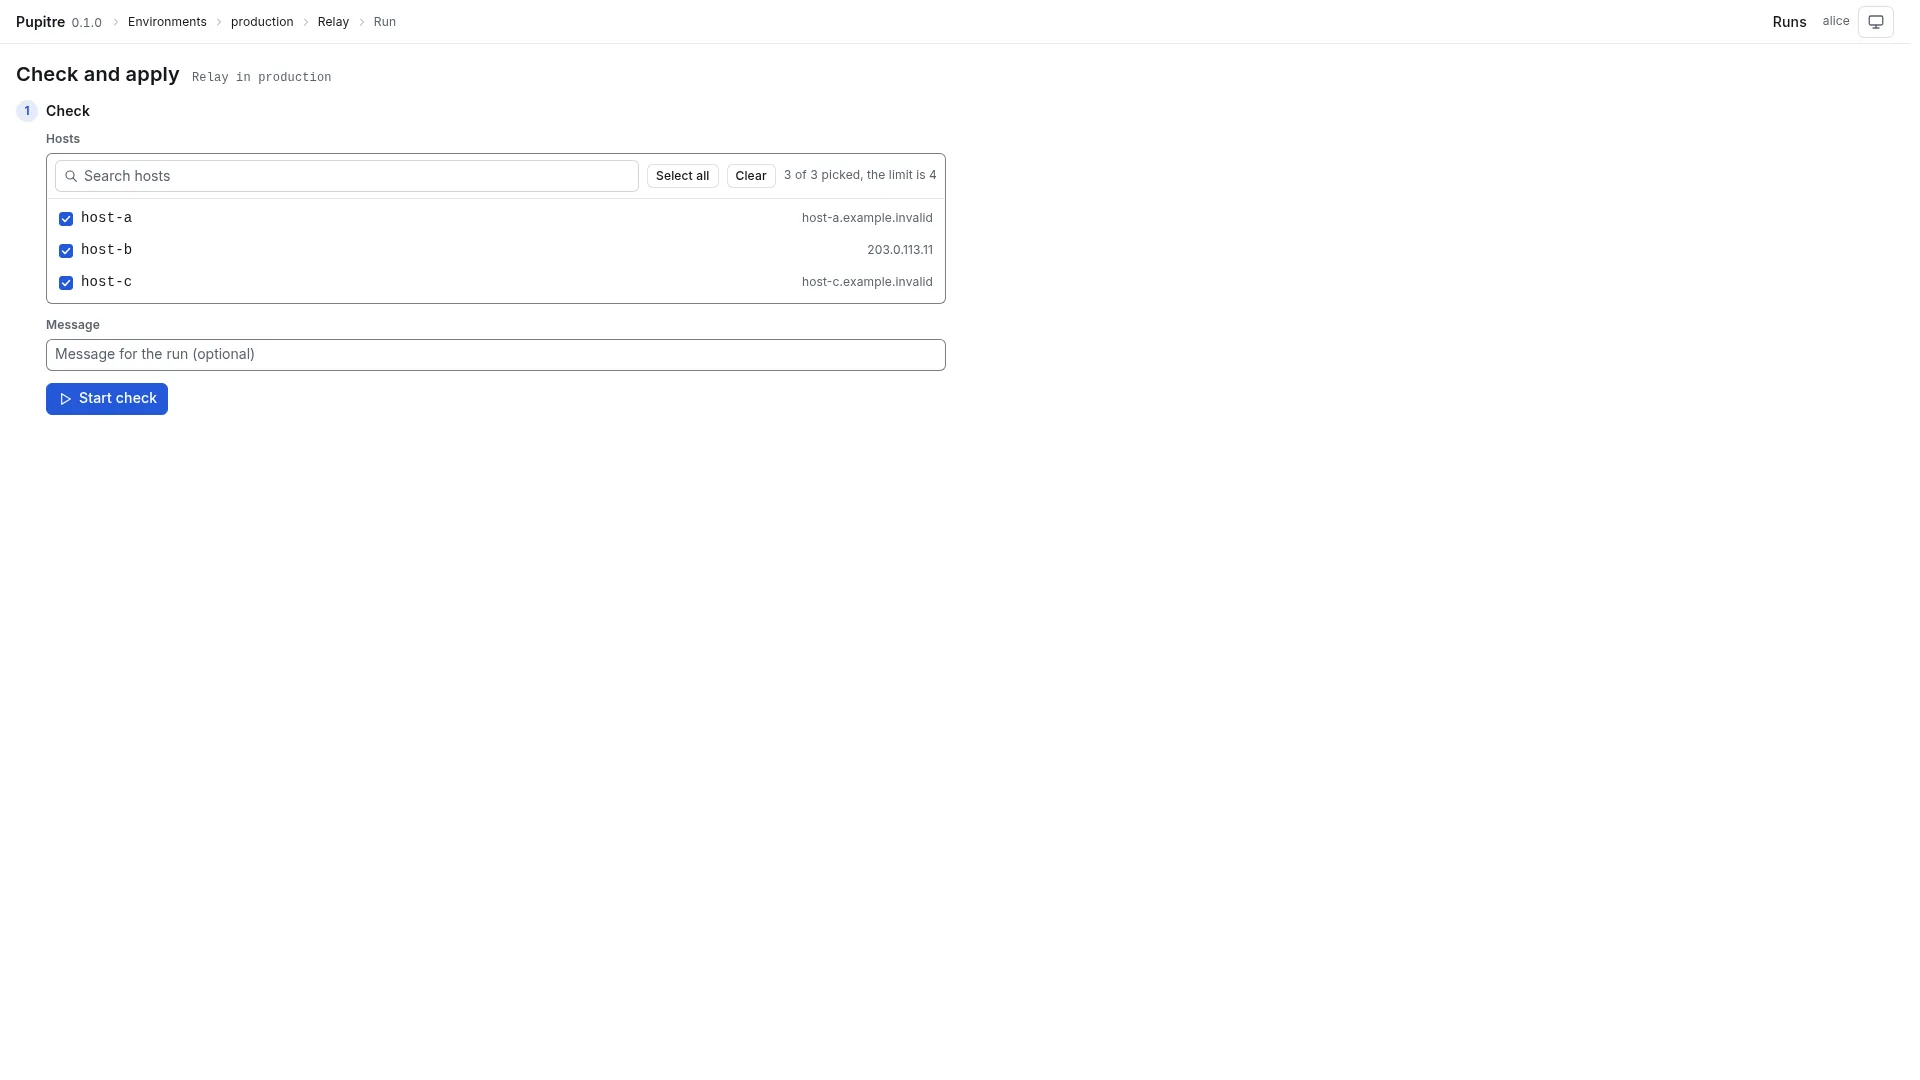 Pupitre 0.1.0 Environments production Relay Run Runs alice
Check and apply Relay in production
1 Check
Hosts
Search hosts Select all Clear 3 of 3 picked, the limit is 4
host-a host-a.example.invalid
host-b 203.0.113.11
host-c host-c.example.invalid
Message
Message for the run (optional)
Start check